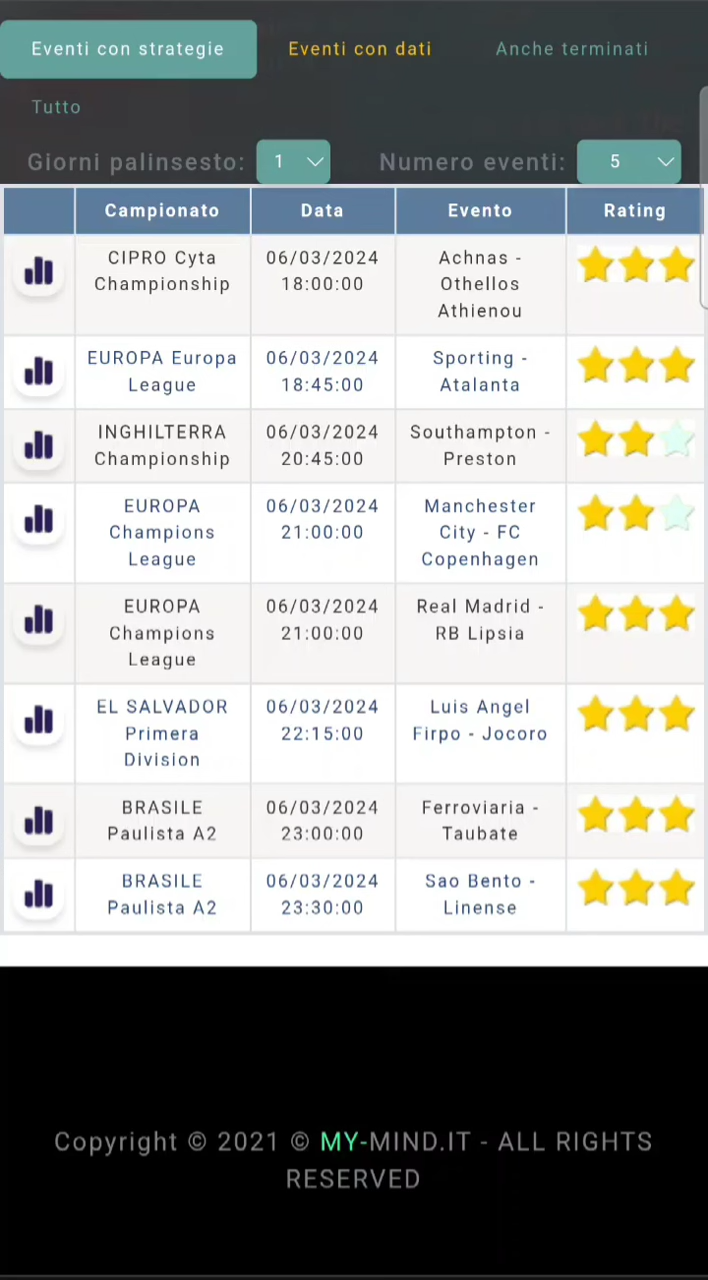 Eventi con strategie Eventi con dati Anche terminati
Tutto
Giorni palinsesto: 1 Numero eventi: 5
Campionato Data Evento Rating
CIPRO Cyta Championship 06/03/2024 18:00:00 Achnas - Othellos Athienou
EUROPA Europa League 06/03/2024 18:45:00 Sporting - Atalanta
INGHILTERRA Championship 06/03/2024 20:45:00 Southampton - Preston
EUROPA Champions League 06/03/2024 21:00:00 Manchester City - FC Copenhagen
EUROPA Champions League 06/03/2024 21:00:00 Real Madrid - RB Lipsia
EL SALVADOR Primera Division 06/03/2024 22:15:00 Luis Angel Firpo - Jocoro
BRASILE Paulista A2 06/03/2024 23:00:00 Ferroviaria - Taubate
BRASILE Paulista A2 06/03/2024 23:30:00 Sao Bento - Linense
Copyright © 2021 © MY-MIND.IT - ALL RIGHTS
RESERVED